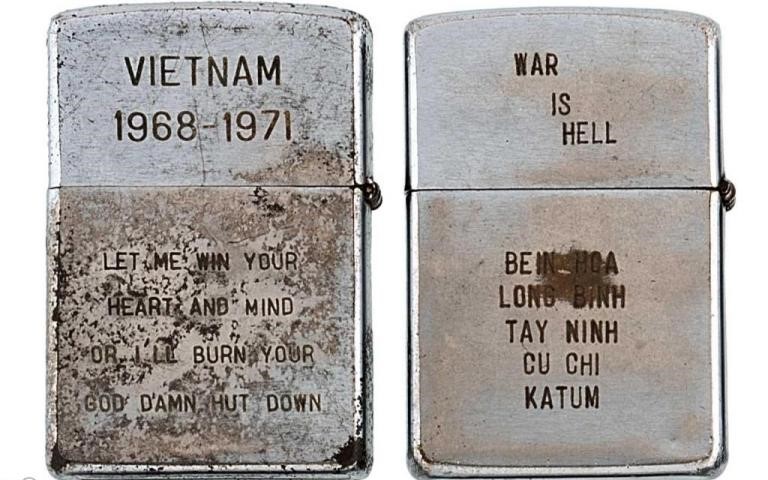 VIETNAM
1968-1971
LET ME WIN YOUR
HEART AND MIND
OR I'LL BURN YOUR
GOD DAMN HUT DOWN
WAR
IS
HELL
BEIN HOA
LONG BINH
TAY NINH
CU CHI
KATUM